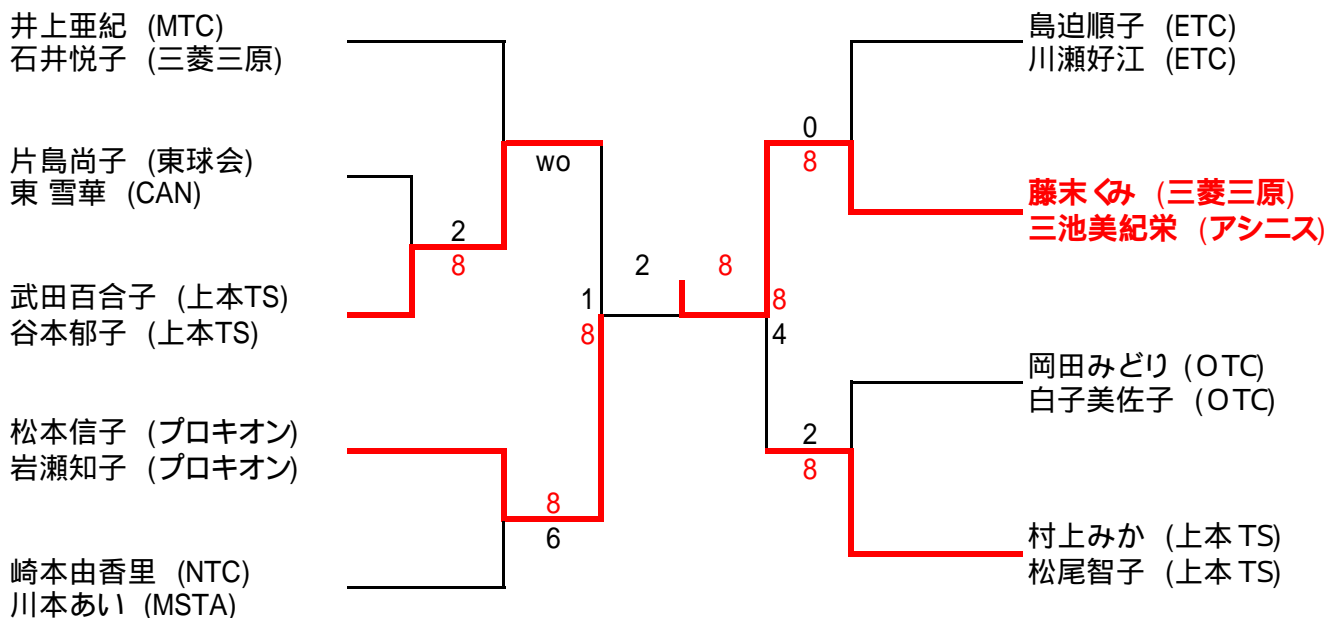 井上亜紀 (MTC)
石井悦子 (三菱三原)
片島尚子 (東球会)
東 雪華 (CAN)
武田百合子 (上本TS)
谷本郁子 (上本TS)
松本信子 (プロキオン)
岩瀬知子 (プロキオン)
崎本由香里 (NTC)
川本あい (MSTA)
wo
2
8
1
8
8
6
2
8
0
8
8
4
2
8
島迫順子 (ETC)
川瀬好江 (ETC)
藤末くみ (三菱三原)
三池美紀栄 (アシニス)
岡田みどり (OTC)
白子美佐子 (OTC)
村上みか (上本TS)
松尾智子 (上本TS)